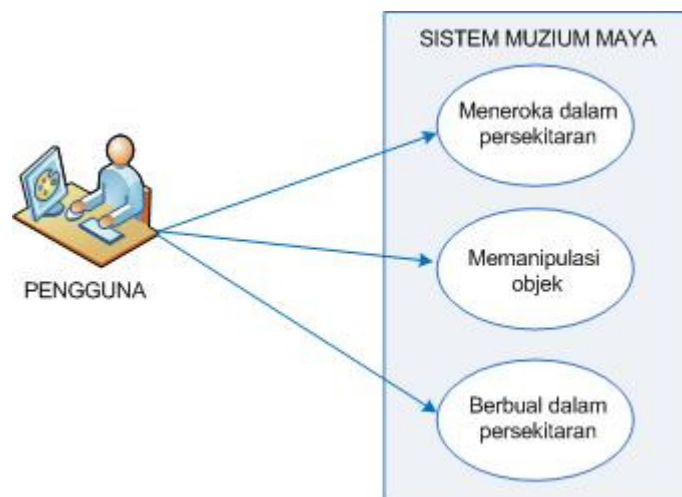 SISTEM MUZIUM MAYA
Meneroka dalam
persekitaran
Memanipulasi
objek
PENGGUNA
Berbual dalam
persekitaran